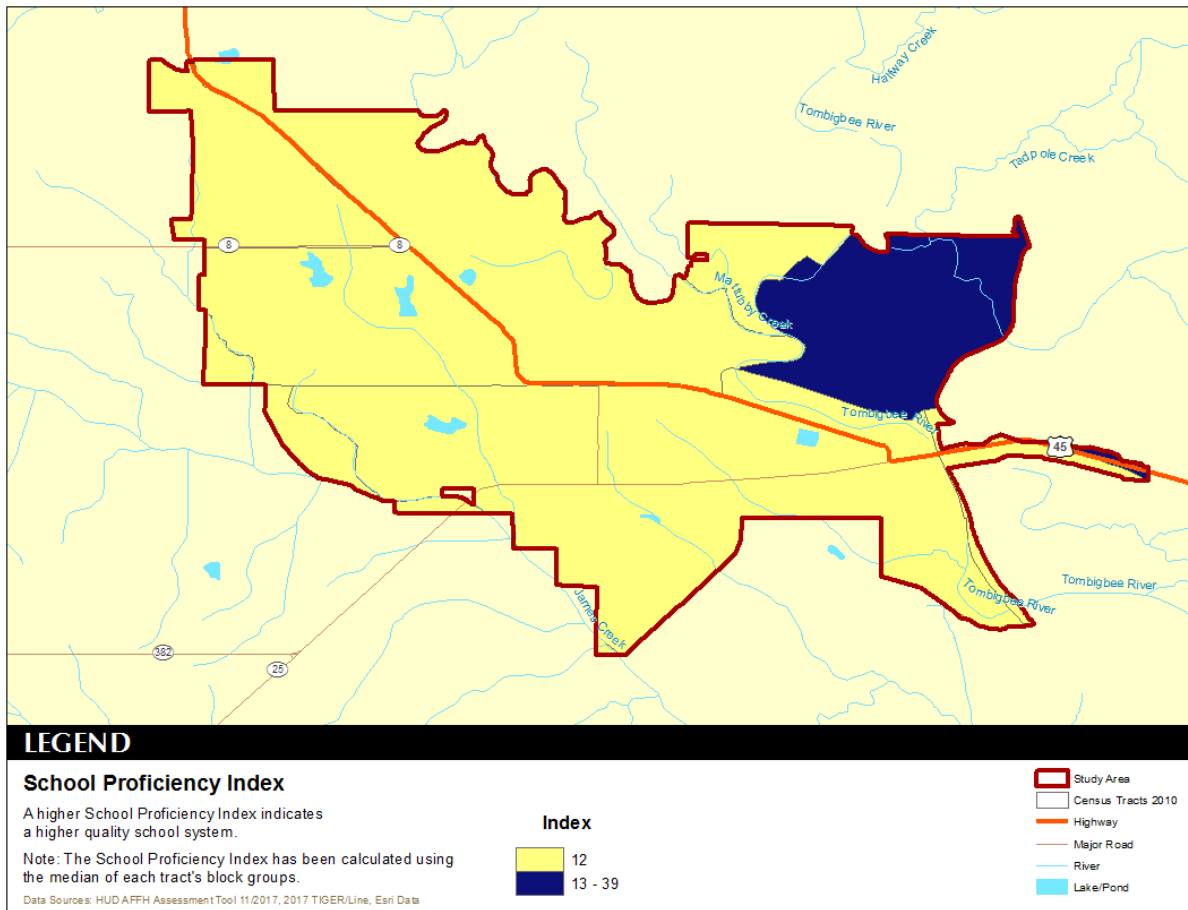 Halfway Creek
Tombigbee River
Tadpole Creek
8
8
Mattubby Creek
Tombigbee River
45
Tombigbee River
Tombigbee River
James Creek
382
25
LEGEND
School Proficiency Index
A higher School Proficiency Index indicates
a higher quality school system.
Note: The School Proficiency Index has been calculated using
the median of each tract's block groups.
Data Sources: HUD AFFH Assessment Tool 11/2017, 2017 TIGER/Line, Esri Data
Index
12
13 - 39
Study Area
Census Tracts 2010
Highway
Major Road
River
Lake/Pond